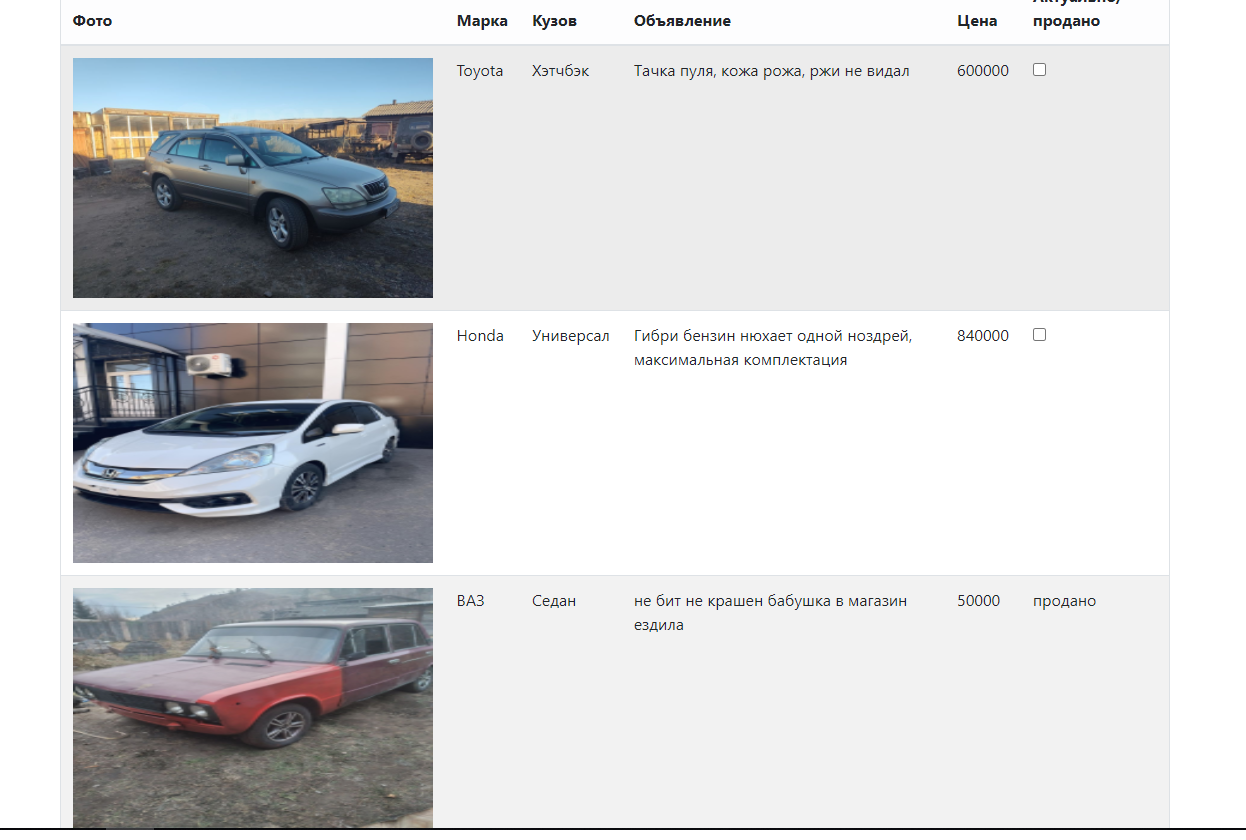 Фото
Марка
Кузов
Объявление
Цена
Актуально/
продано
Toyota
Хэтчбэк
Тачка пуля, кожа рожа, ржи не видал
600000
Honda
Универсал
Гибри бензин нюхает одной ноздрей,
максимальная комплектация
840000
ВАЗ
Седан
не бит не крашен бабушка в магазин
ездила
50000
продано